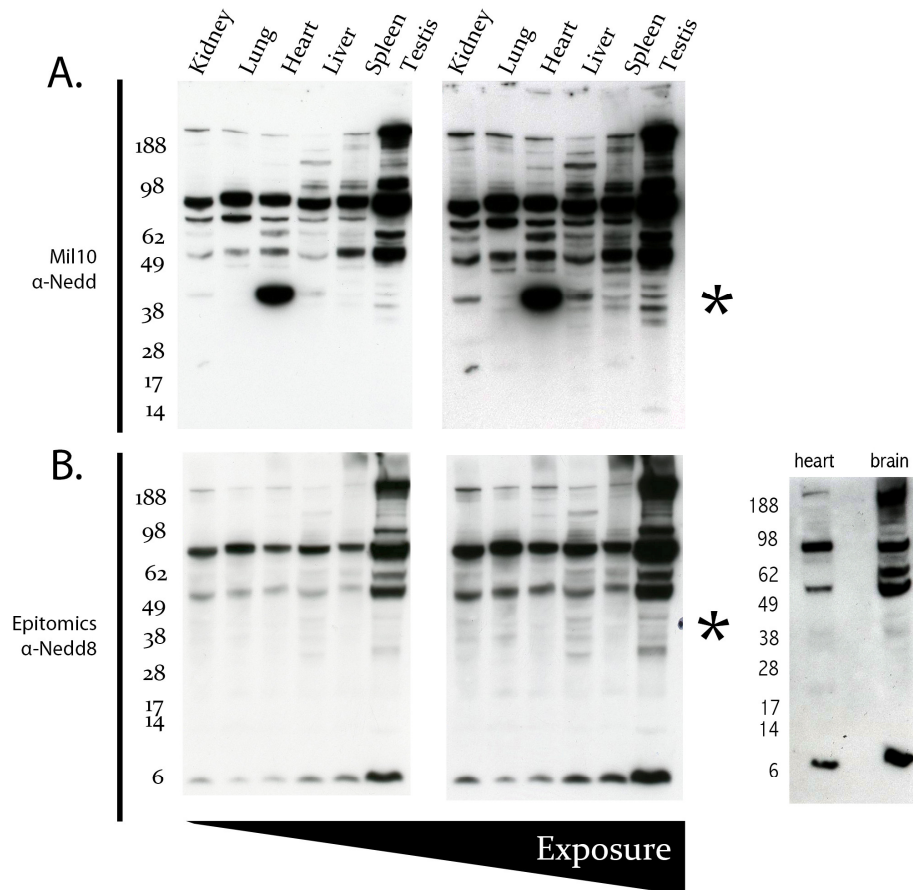 A.
Kidney Lung Heart Liver Spleen Testis
Kidney Lung Heart Liver Spleen Testis
Mil10
α-Nedd
188
98
62
49
38
28
17
14
*
B.
Epitomics
α-Nedd8
188
98
62
49
38
28
17
14
6
*
heart brain
188
98
62
49
38
28
17
14
6
Exposure